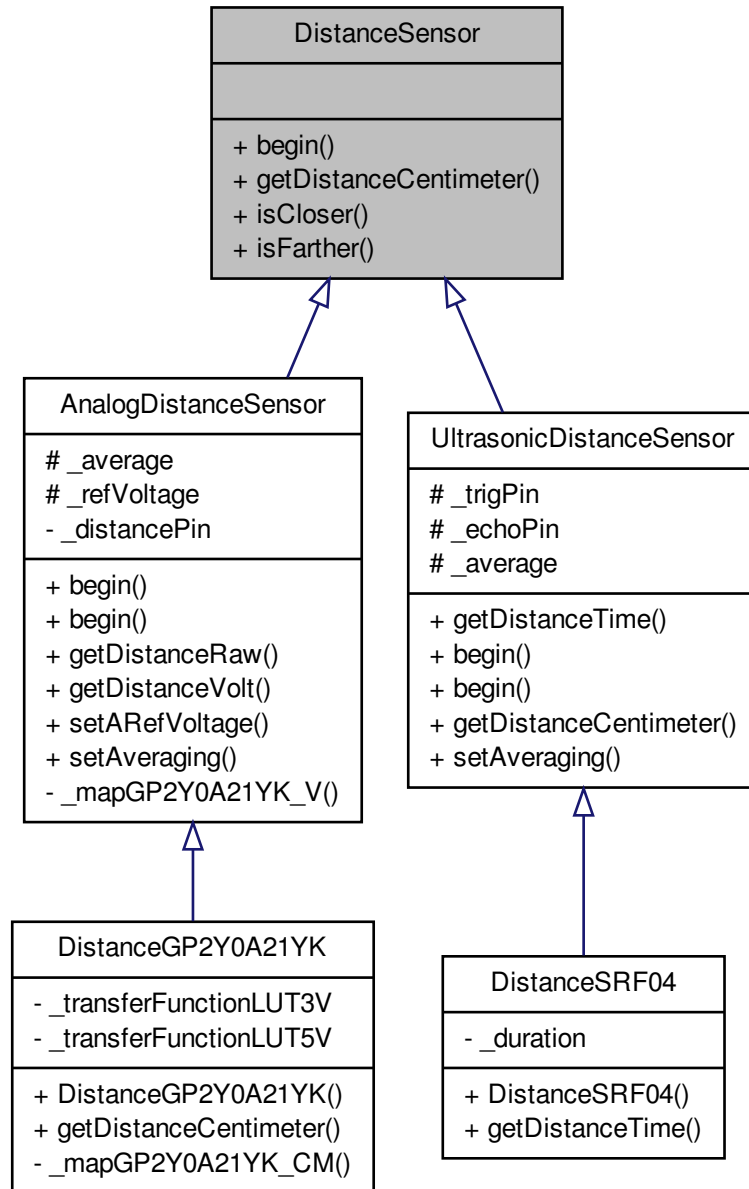 DistanceSensor
+ begin()
+ getDistanceCentimeter()
+ isCloser()
+ isFarther()
AnalogDistanceSensor
# _average
# _refVoltage
- _distancePin
+ begin()
+ begin()
+ getDistanceRaw()
+ getDistanceVolt()
+ setARefVoltage()
+ setAveraging()
- _mapGP2Y0A21YK_V()
UltrasonicDistanceSensor
# _trigPin
# _echoPin
# _average
+ getDistanceTime()
+ begin()
+ begin()
+ getDistanceCentimeter()
+ setAveraging()
DistanceGP2Y0A21YK
- _transferFunctionLUT3V
- _transferFunctionLUT5V
+ DistanceGP2Y0A21YK()
+ getDistanceCentimeter()
- _mapGP2Y0A21YK_CM()
DistanceSRF04
- _duration
+ DistanceSRF04()
+ getDistanceTime()